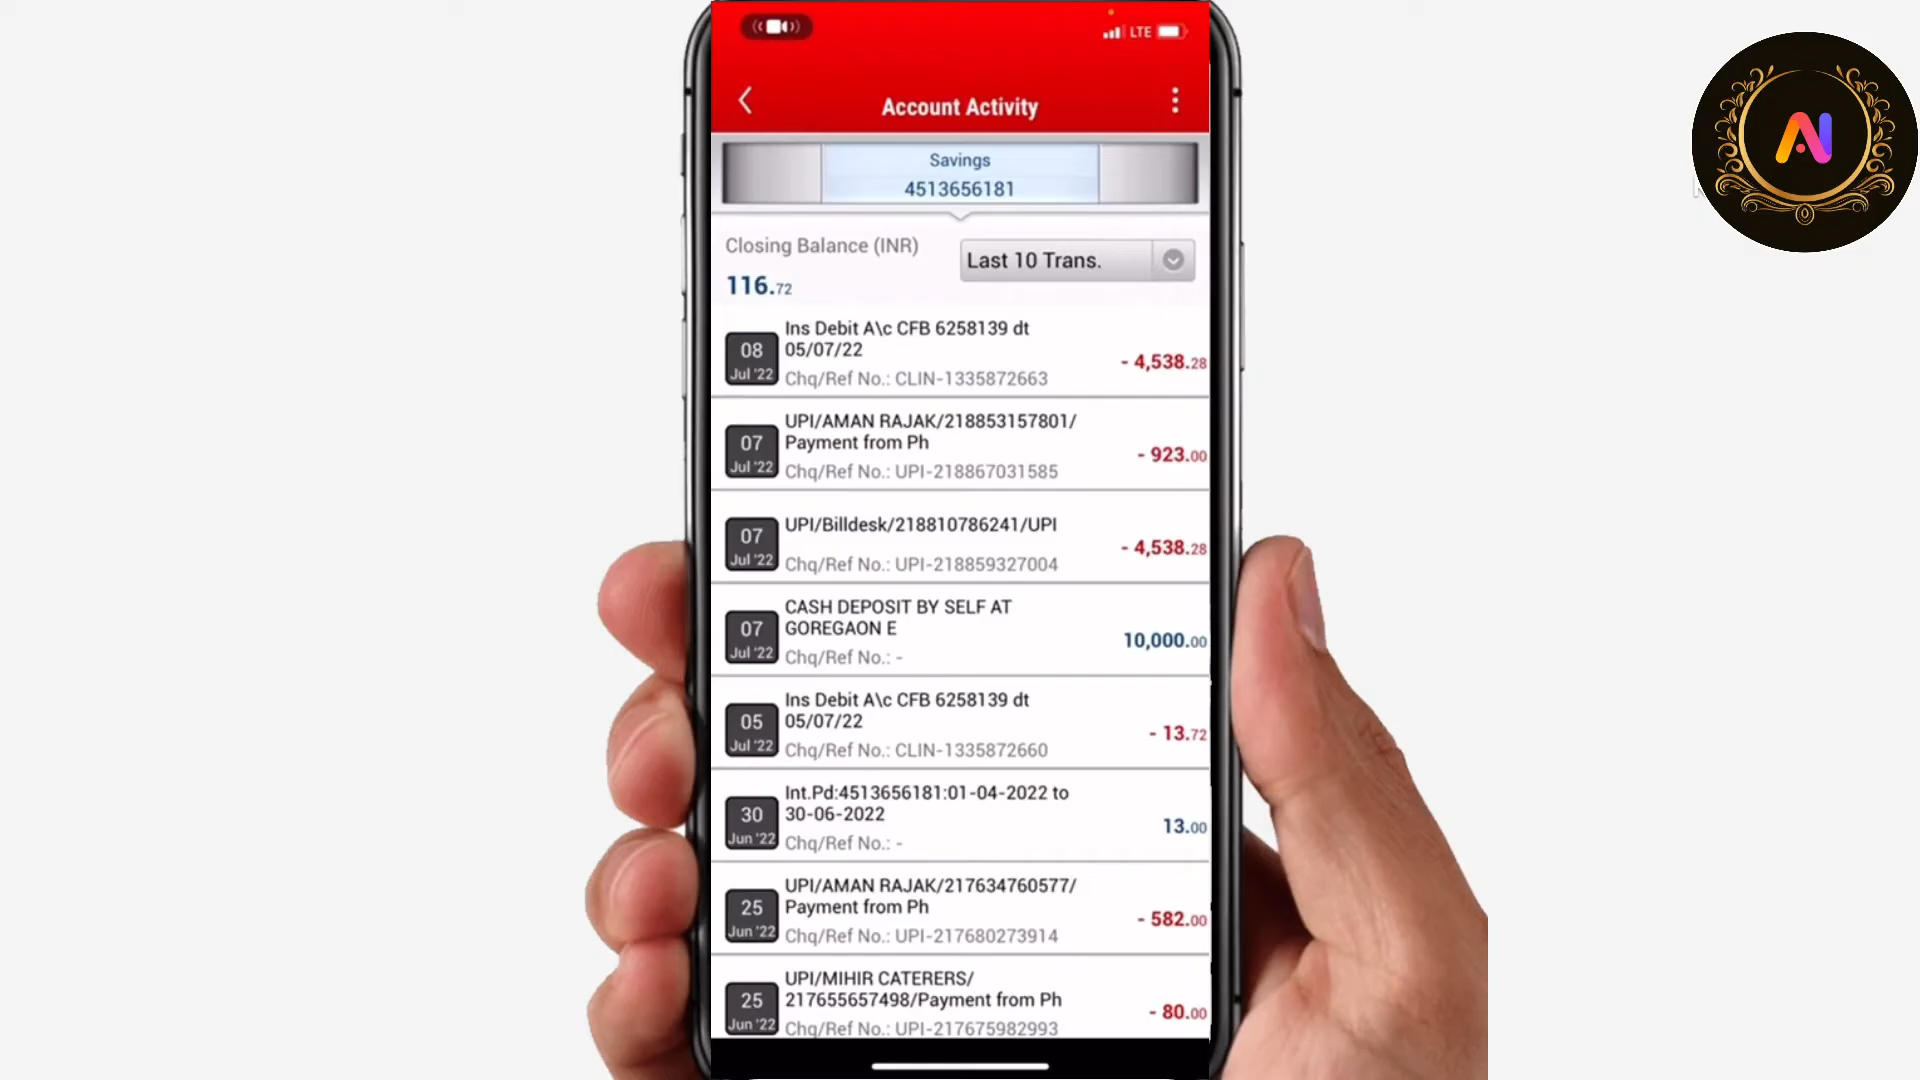 LTE
Account Activity
Savings
4513656181
Closing Balance (INR)
Last 10 Trans.
116.72
Ins Debit A\c CFB 6258139 dt
08 Jul '22
05/07/22
- 4,538.28
Chq/Ref No.: CLIN-1335872663
UPI/AMAN RAJAK/218853157801/
07 Jul '22
Payment from Ph
- 923.00
Chq/Ref No.: UPI-218867031585
UPI/Billdesk/218810786241/UPI
07 Jul '22
- 4,538.28
Chq/Ref No.: UPI-218859327004
CASH DEPOSIT BY SELF AT
07 Jul '22
GOREGAON E
10,000.00
Chq/Ref No.: -
Ins Debit A\c CFB 6258139 dt
05 Jul '22
05/07/22
- 13.72
Chq/Ref No.: CLIN-1335872660
Int.Pd:4513656181:01-04-2022 to
30 Jun '22
30-06-2022
13.00
Chq/Ref No.: -
UPI/AMAN RAJAK/217634760577/
25 Jun '22
Payment from Ph
- 582.00
Chq/Ref No.: UPI-217680273914
UPI/MIHIR CATERERS/
25 Jun '22
217655657498/Payment from Ph
- 80.00
Chq/Ref No.: UPI-217675982993